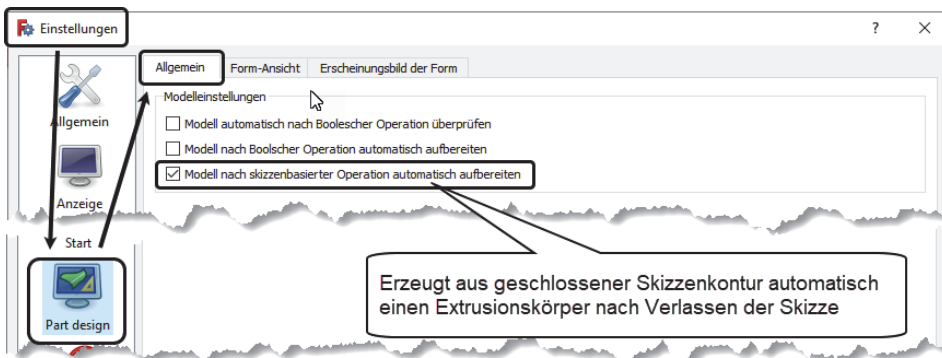 Einstellungen
?
Allgemein
Form-Ansicht
Erscheinungsbild der Form
Modelleinstellungen
Allgemein
Modell automatisch nach Boolescher Operation überprüfen
Modell nach Boolscher Operation automatisch aufbereiten
Modell nach skizzenbasierter Operation automatisch aufbereiten
Anzeige
Start
Part design
Erzeugt aus geschlossener Skizzenkontur automatisch
einen Extrusionskörper nach Verlassen der Skizze